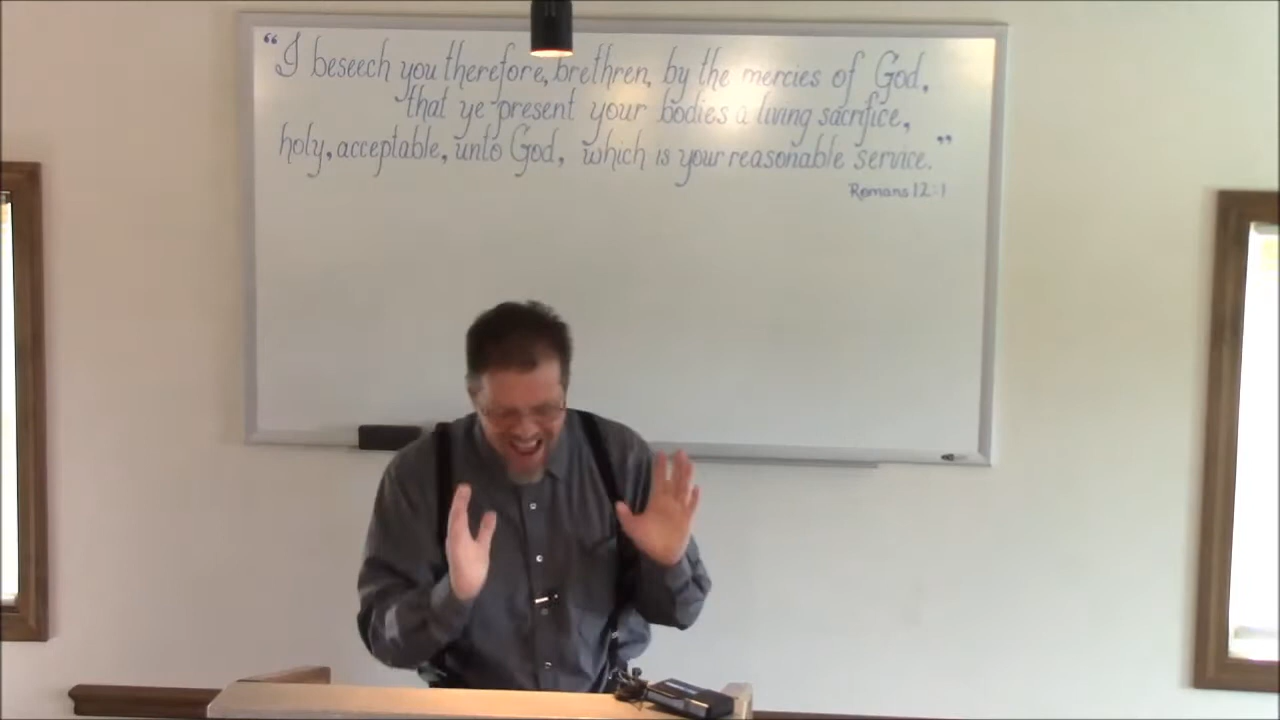 “I beseech you therefore, brethren, by the mercies of God,
that ye present your bodies a living sacrifice,
holy, acceptable, unto God, which is your reasonable service.”
Romans 12:1